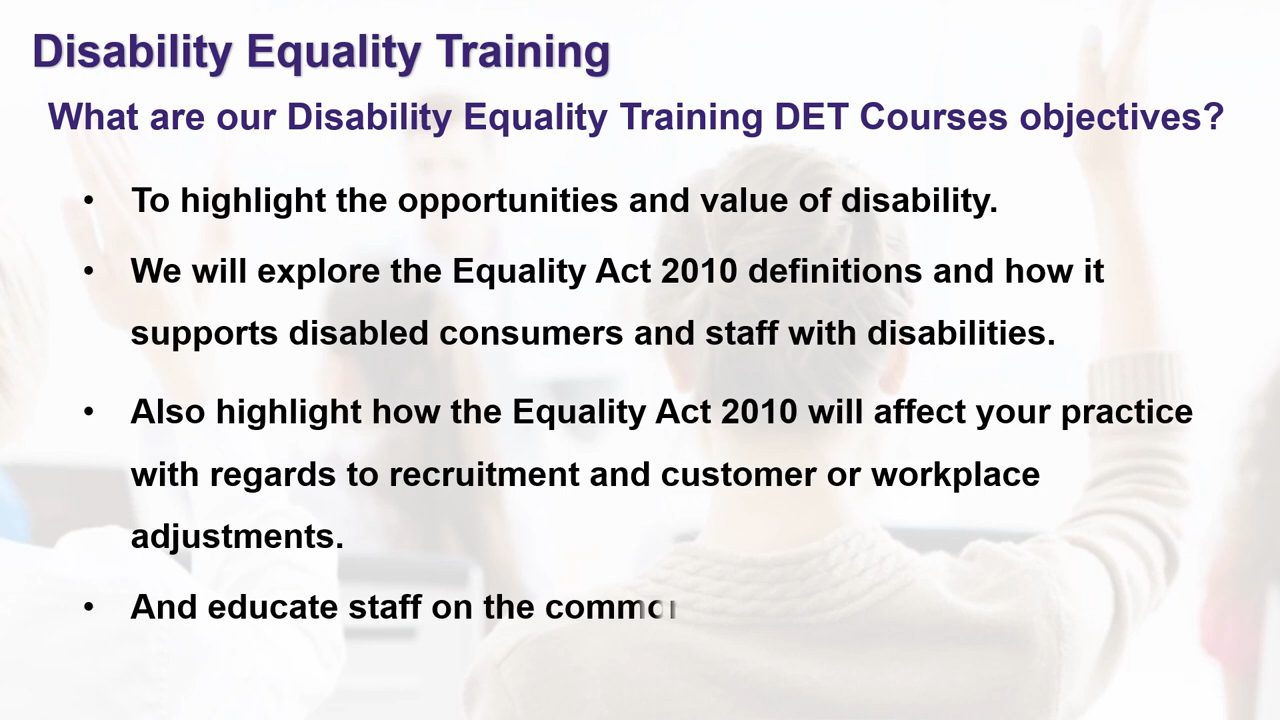 Disability Equality Training
What are our Disability Equality Training DET Courses objectives?
• To highlight the opportunities and value of disability.
• We will explore the Equality Act 2010 definitions and how it
supports disabled consumers and staff with disabilities.
• Also highlight how the Equality Act 2010 will affect your practice
with regards to recruitment and customer or workplace
adjustments.
• And educate staff on the